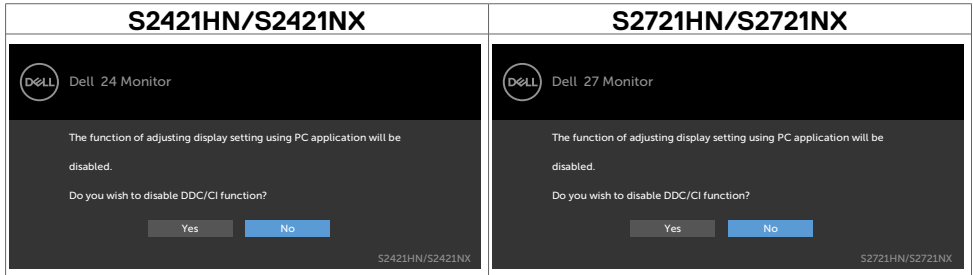 S2421HN/S2421NX
S2721HN/S2721NX
DELL Dell 24 Monitor
The function of adjusting display setting using PC application will be
disabled.
Do you wish to disable DDC/CI function?
Yes No
S2421HN/S2421NX
DELL Dell 27 Monitor
The function of adjusting display setting using PC application will be
disabled.
Do you wish to disable DDC/CI function?
Yes No
S2721HN/S2721NX